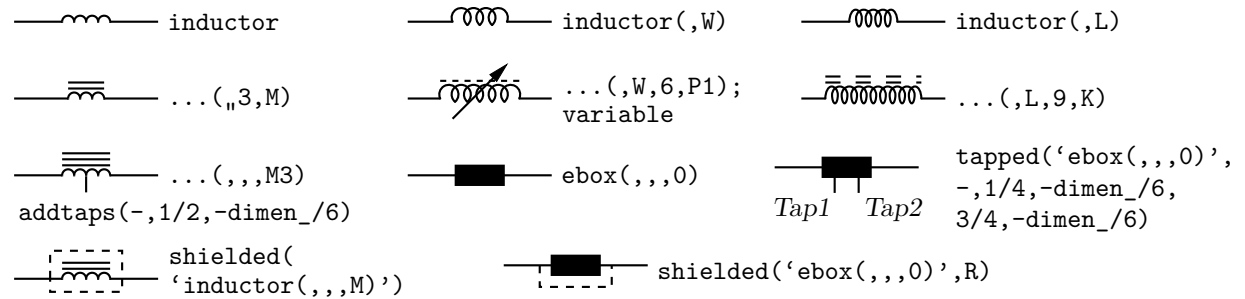 inductor
inductor(,W)
inductor(,L)
...(„3,M)
...(,W,6,P1);
variable
...(,L,9,K)
...(,,,M3)
addtaps(-,1/2,-dimen_/6)
ebox(,,,0)
Tap1 Tap2
tapped(‘ebox(,,,0)’,
-,1/4,-dimen_/6,
3/4,-dimen_/6)
shielded(
‘inductor(,,,M)’)
shielded(‘ebox(,,,0)’,R)